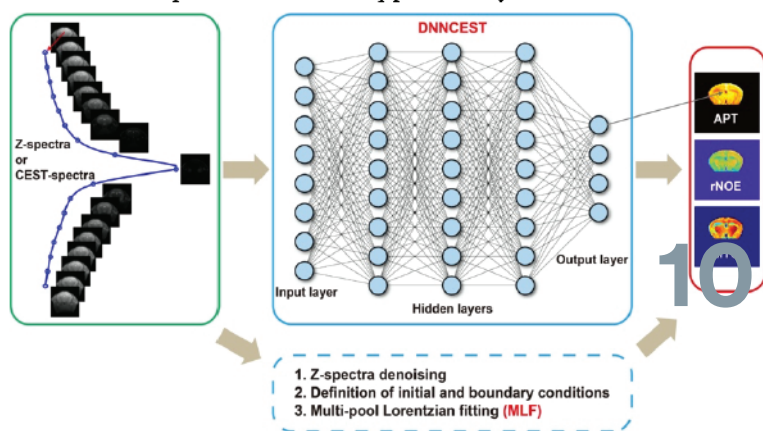 DNNCEST
Z-spectra
or
CEST-spectra
APT
rNOE
10
Output layer
Input layer
Hidden layers
1. Z-spectra denoising
2. Definition of initial and boundary conditions
3. Multi-pool Lorentzian fitting (MLF)